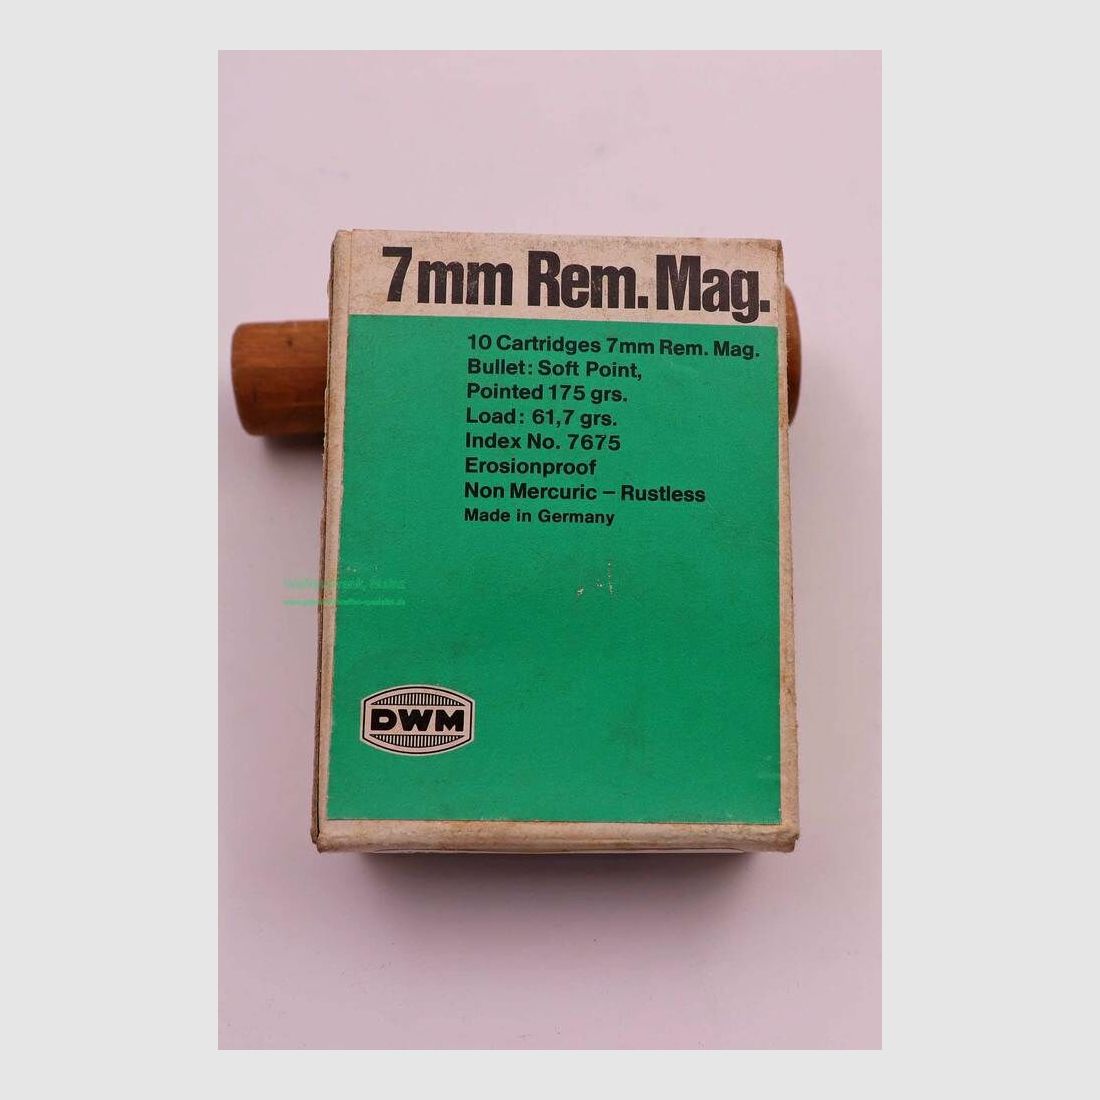 7mm Rem. Mag.
10 Cartridges 7mm Rem. Mag.
Bullet: Soft Point,
Pointed 175 grs.
Load: 61,7 grs.
Index No. 7675
Erosionproof
Non Mercuric – Rustless
Made in Germany
DWM